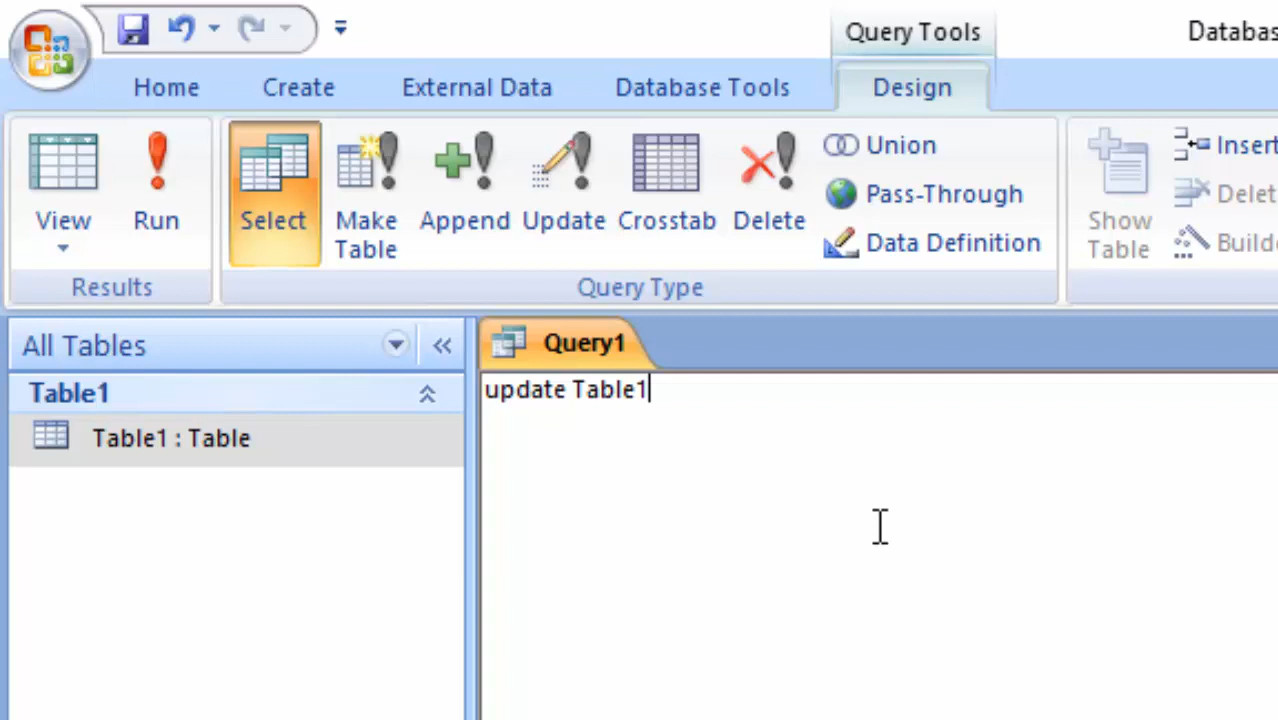 Query Tools
Databas
Home Create External Data Database Tools Design
View
Run
Select
Make
Table
Append
Update
Crosstab
Delete
Union
Pass-Through
Data Definition
Show
Table
Insert
Delet
Builde
Results
Query Type
All Tables
Query1
Table1
update Table1
Table1 : Table